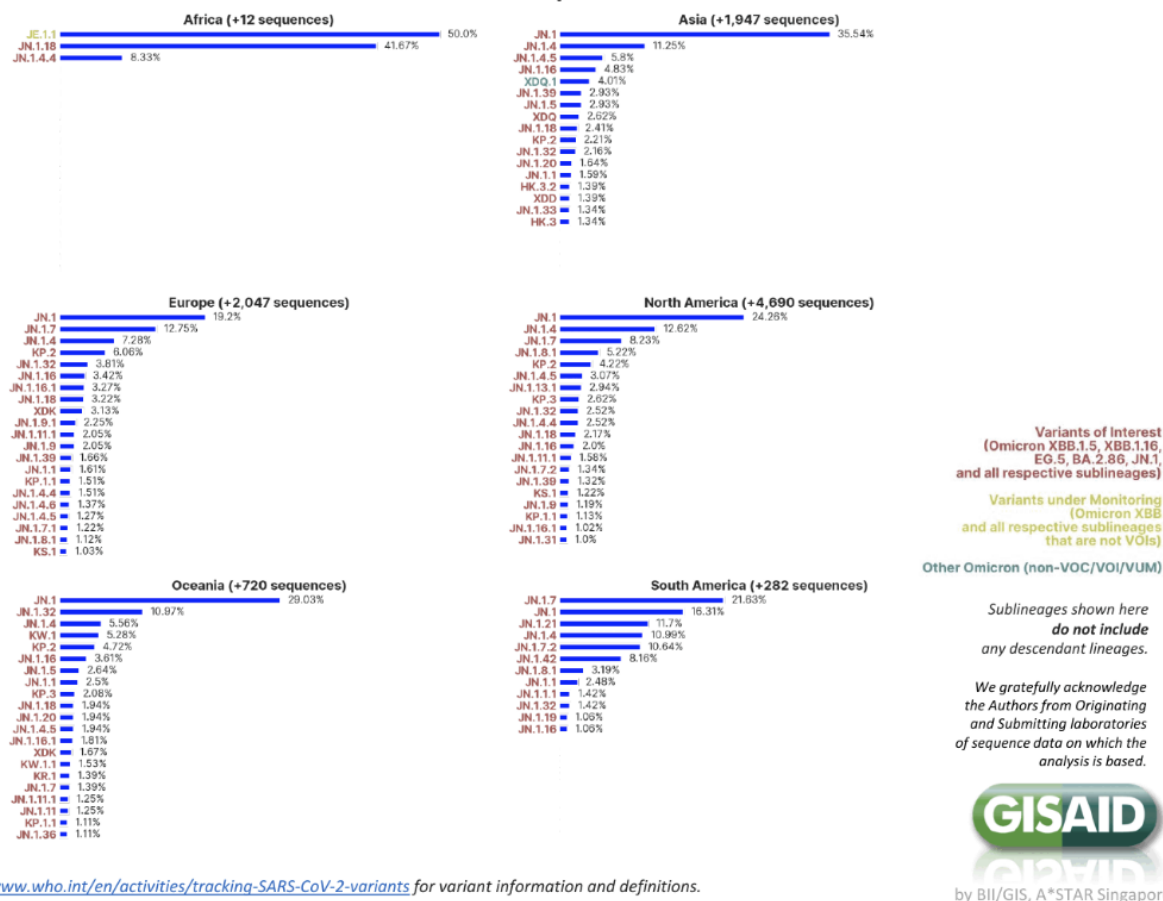 Africa (+12 sequences)
JE.1.1 50.0%
JN.1.18 41.67%
JN.1.4.4 8.33%
Asia (+1,947 sequences)
JN.1 35.54%
JN.1.4 11.25%
JN.1.4.5 5.8%
JN.1.16 4.83%
XDQ.1 4.01%
JN.1.39 2.93%
JN.1.5 2.93%
XDQ 2.62%
JN.1.18 2.41%
KP.2 2.21%
JN.1.32 2.16%
JN.1.20 1.64%
JN.1.1 1.59%
HK.3.2 1.39%
XDD 1.39%
JN.1.33 1.34%
HK.3 1.34%
Europe (+2,047 sequences)
JN.1 19.2%
JN.1.7 12.75%
JN.1.4 7.28%
KP.2 6.06%
JN.1.32 3.81%
JN.1.16 3.42%
JN.1.16.1 3.27%
JN.1.18 3.22%
XDK 3.13%
JN.1.9.1 2.25%
JN.1.11.1 2.05%
JN.1.9 2.05%
JN.1.39 1.66%
JN.1.1 1.61%
KP.1.1 1.51%
JN.1.4.4 1.51%
JN.1.4.6 1.37%
JN.1.4.5 1.27%
JN.1.7.1 1.22%
JN.1.8.1 1.12%
KS.1 1.03%
North America (+4,690 sequences)
JN.1 24.26%
JN.1.4 12.62%
JN.1.7 8.23%
JN.1.8.1 5.22%
KP.2 4.22%
JN.1.4.5 3.07%
JN.1.13.1 2.94%
KP.3 2.62%
JN.1.32 2.52%
JN.1.4.4 2.52%
JN.1.18 2.17%
JN.1.16 2.0%
JN.1.11.1 1.58%
JN.1.7.2 1.34%
JN.1.39 1.32%
KS.1 1.22%
JN.1.9 1.19%
KP.1.1 1.13%
JN.1.16.1 1.02%
JN.1.31 1.0%
Oceania (+720 sequences)
JN.1 29.03%
JN.1.32 10.97%
JN.1.4 5.56%
KW.1 5.28%
KP.2 4.72%
JN.1.16 3.61%
JN.1.5 2.64%
JN.1.1 2.5%
KP.3 2.08%
JN.1.18 1.94%
JN.1.20 1.94%
JN.1.4.5 1.94%
JN.1.16.1 1.81%
XDK 1.67%
KW.1.1 1.53%
KR.1 1.39%
JN.1.7 1.39%
JN.1.11.1 1.25%
JN.1.11 1.25%
KP.1.1 1.11%
JN.1.36 1.11%
South America (+282 sequences)
JN.1.7 21.63%
JN.1 16.31%
JN.1.21 11.7%
JN.1.4 10.99%
JN.1.7.2 10.64%
JN.1.42 8.16%
JN.1.8.1 3.19%
JN.1.1 2.48%
JN.1.1.1 1.42%
JN.1.32 1.42%
JN.1.19 1.06%
JN.1.16 1.06%
Variants of Interest
(Omicron XBB.1.5, XBB.1.16,
EG.5, BA.2.86, JN.1,
and all respective sublineages)
Variants under Monitoring
(Omicron XBB
and all respective sublineages
that are not VOIs)
Other Omicron (non-VOC/VOI/VUM)
Sublineages shown here
do not include
any descendant lineages.
We gratefully acknowledge
the Authors from Originating
and Submitting laboratories
of sequence data on which the
analysis is based.
GISAID
by BII/GIS, A*STAR Singapor
ww.who.int/en/activities/tracking-SARS-CoV-2-variants for variant information and definitions.